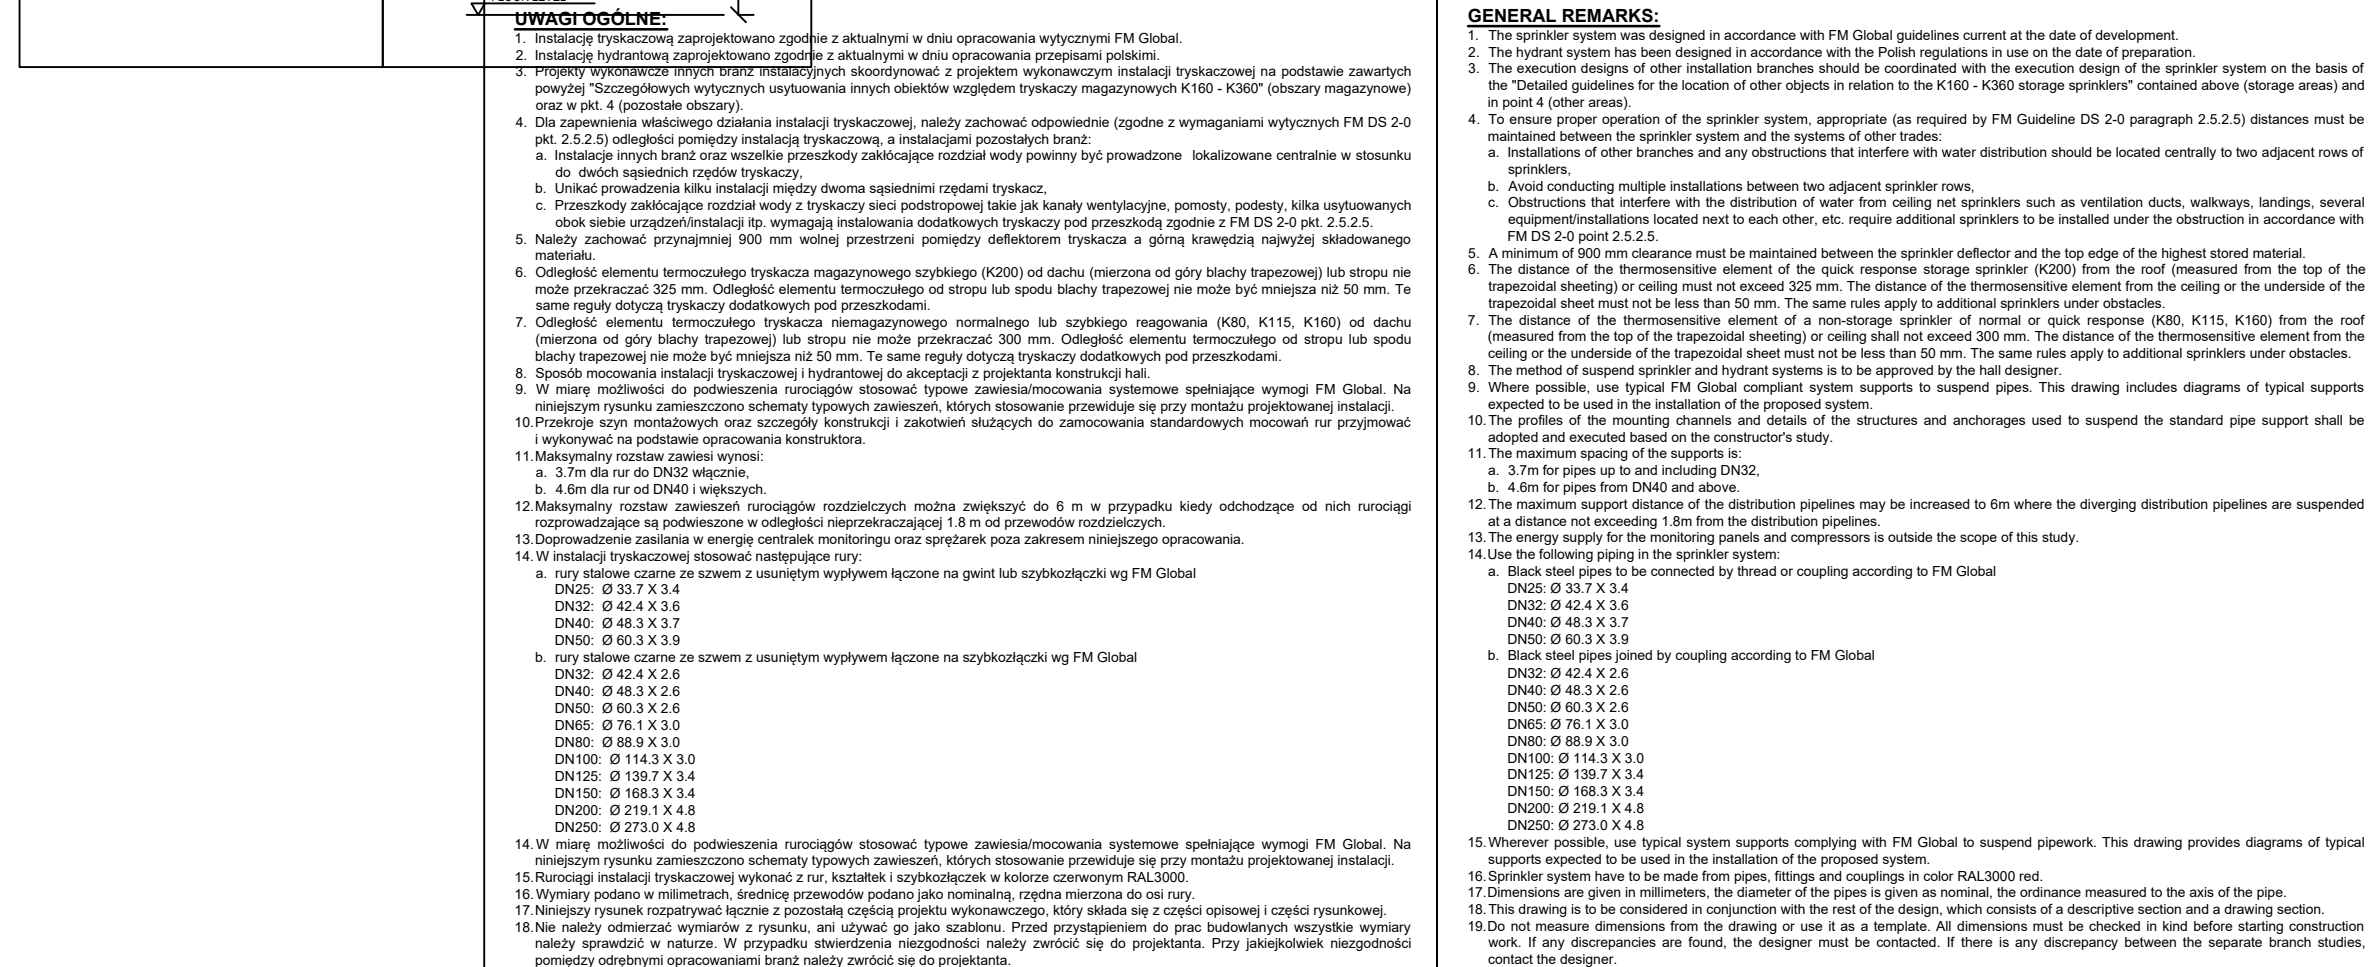 UWAGI OGÓLNE:
1. Instalację tryskaczową zaprojektowano zgodnie z aktualnymi w dniu opracowania wytycznymi FM Global.
2. Instalację hydrantową zaprojektowano zgodnie z aktualnymi w dniu opracowania przepisami polskimi.
3. Projekty wykonawcze innych branż instalacyjnych skoordynować z projektem wykonawczym instalacji tryskaczowej na podstawie zawartych
powyżej "Szczegółowych wytycznych usytuowania innych obiektów względem tryskaczy magazynowych K160 - K360" (obszary magazynowe)
oraz w pkt. 4 (pozostałe obszary).
4. Dla zapewnienia właściwego działania instalacji tryskaczowej, należy zachować odpowiednie (zgodne z wymaganiami wytycznych FM DS 2-0
pkt. 2.5.2.5) odległości pomiędzy instalacją tryskaczową, a instalacjami pozostałych branż:
a. Instalacje innych branż oraz wszelkie przeszkody zakłócające rozdział wody powinny być prowadzone lokalizowane centralnie w stosunku
do dwóch sąsiednich rzędów tryskaczy,
b. Unikać prowadzenia kilku instalacji między dwoma sąsiednimi rzędami tryskacz,
c. Przeszkody zakłócające rozdział wody z tryskaczy sieci podstropowej takie jak kanały wentylacyjne, pomosty, podesty, kilka usytuowanych
obok siebie urządzeń/instalacji itp. wymagają instalowania dodatkowych tryskaczy pod przeszkodą zgodnie z FM DS 2-0 pkt. 2.5.2.5.
5. Należy zachować przynajmniej 900 mm wolnej przestrzeni pomiędzy deflektorem tryskacza a górną krawędzią najwyżej składowanego
materiału.
6. Odległość elementu termoczułego tryskacza magazynowego szybkiego (K200) od dachu (mierzona od góry blachy trapezowej) lub stropu nie
może przekraczać 325 mm. Odległość elementu termoczułego od stropu lub spodu blachy trapezowej nie może być mniejsza niż 50 mm. Te
same reguły dotyczą tryskaczy dodatkowych pod przeszkodami.
7. Odległość elementu termoczułego tryskacza niemagazynowego normalnego lub szybkiego reagowania (K80, K115, K160) od dachu
(mierzona od góry blachy trapezowej) lub stropu nie może przekraczać 300 mm. Odległość elementu termoczułego od stropu lub spodu
blachy trapezowej nie może być mniejsza niż 50 mm. Te same reguły dotyczą tryskaczy dodatkowych pod przeszkodami.
8. Sposób mocowania instalacji tryskaczowej i hydrantowej do akceptacji z projektanta konstrukcji hali.
9. W miarę możliwości do podwieszenia rurociągów stosować typowe zawiesia/mocowania systemowe spełniające wymogi FM Global. Na
niniejszym rysunku zamieszczono schematy typowych zawieszeń, których stosowanie przewiduje się przy montażu projektowanej instalacji.
10. Przekroje szyn montażowych oraz szczegóły konstrukcji i zakotwień służących do zamocowania standardowych mocowań rur przyjmować
i wykonywać na podstawie opracowania konstruktora.
11. Maksymalny rozstaw zawiesi wynosi:
a. 3.7m dla rur do DN32 włącznie,
b. 4.6m dla rur od DN40 i większych.
12. Maksymalny rozstaw zawieszeń rurociągów rozdzielczych można zwiększyć do 6 m w przypadku kiedy odchodzące od nich rurociągi
rozprowadzające są podwieszone w odległości nieprzekraczającej 1.8 m od przewodów rozdzielczych.
13. Doprowadzenie zasilania w energię centralek monitoringu oraz sprężarek poza zakresem niniejszego opracowania.
14. W instalacji tryskaczowej stosować następujące rury:
a. rury stalowe czarne ze szwem z usuniętym wypływem łączone na gwint lub szybkozłączki wg FM Global
DN25: Ø 33.7 X 3.4
DN32: Ø 42.4 X 3.6
DN40: Ø 48.3 X 3.7
DN50: Ø 60.3 X 3.9
b. rury stalowe czarne ze szwem z usuniętym wypływem łączone na szybkozłączki wg FM Global
DN32: Ø 42.4 X 2.6
DN40: Ø 48.3 X 2.6
DN50: Ø 60.3 X 2.6
DN65: Ø 76.1 X 3.0
DN80: Ø 88.9 X 3.0
DN100: Ø 114.3 X 3.0
DN125: Ø 139.7 X 3.4
DN150: Ø 168.3 X 3.4
DN200: Ø 219.1 X 4.8
DN250: Ø 273.0 X 4.8
14. W miarę możliwości do podwieszenia rurociągów stosować typowe zawiesia/mocowania systemowe spełniające wymogi FM Global. Na
niniejszym rysunku zamieszczono schematy typowych zawieszeń, których stosowanie przewiduje się przy montażu projektowanej instalacji.
15. Rurociągi instalacji tryskaczowej wykonać z rur, kształtek i szybkozłączek w kolorze czerwonym RAL3000.
16. Wymiary podano w milimetrach, średnicę przewodów podano jako nominalną, rzędna mierzona do osi rury.
17. Niniejszy rysunek rozpatrywać łącznie z pozostałą częścią projektu wykonawczego, który składa się z części opisowej i części rysunkowej.
18. Nie należy odmierzać wymiarów z rysunku, ani używać go jako szablonu. Przed przystąpieniem do prac budowlanych wszystkie wymiary
należy sprawdzić w naturze. W przypadku stwierdzenia niezgodności należy zwrócić się do projektanta. Przy jakiejkolwiek niezgodności
pomiędzy odrębnymi opracowaniami branż należy zwrócić się do projektanta.
GENERAL REMARKS:
1. The sprinkler system was designed in accordance with FM Global guidelines current at the date of development.
2. The hydrant system has been designed in accordance with the Polish regulations in use on the date of preparation.
3. The execution designs of other installation branches should be coordinated with the execution design of the sprinkler system on the basis of
the "Detailed guidelines for the location of other objects in relation to the K160 - K360 storage sprinklers" contained above (storage areas) and
in point 4 (other areas).
4. To ensure proper operation of the sprinkler system, appropriate (as required by FM Guideline DS 2-0 paragraph 2.5.2.5) distances must be
maintained between the sprinkler system and the systems of other trades:
a. Installations of other branches and any obstructions that interfere with water distribution should be located centrally to two adjacent rows of
sprinklers,
b. Avoid conducting multiple installations between two adjacent sprinkler rows,
c. Obstructions that interfere with the distribution of water from ceiling net sprinklers such as ventilation ducts, walkways, landings, several
equipment/installations located next to each other, etc. require additional sprinklers to be installed under the obstruction in accordance with
FM DS 2-0 point 2.5.2.5.
5. A minimum of 900 mm clearance must be maintained between the sprinkler deflector and the top edge of the highest stored material.
6. The distance of the thermosensitive element of the quick response storage sprinkler (K200) from the roof (measured from the top of the
trapezoidal sheeting) or ceiling must not exceed 325 mm. The distance of the thermosensitive element from the ceiling or the underside of the
trapezoidal sheet must not be less than 50 mm. The same rules apply to additional sprinklers under obstacles.
7. The distance of the thermosensitive element of a non-storage sprinkler of normal or quick response (K80, K115, K160) from the roof
(measured from the top of the trapezoidal sheeting) or ceiling shall not exceed 300 mm. The distance of the thermosensitive element from the
ceiling or the underside of the trapezoidal sheet must not be less than 50 mm. The same rules apply to additional sprinklers under obstacles.
8. The method of suspend sprinkler and hydrant systems is to be approved by the hall designer.
9. Where possible, use typical FM Global compliant system supports to suspend pipes. This drawing includes diagrams of typical supports
expected to be used in the installation of the proposed system.
10. The profiles of the mounting channels and details of the structures and anchorages used to suspend the standard pipe support shall be
adopted and executed based on the constructor's study.
11. The maximum spacing of the supports is:
a. 3.7m for pipes up to and including DN32,
b. 4.6m for pipes from DN40 and above.
12. The maximum support distance of the distribution pipelines may be increased to 6m where the diverging distribution pipelines are suspended
at a distance not exceeding 1.8m from the distribution pipelines.
13. The energy supply for the monitoring panels and compressors is outside the scope of this study.
14. Use the following piping in the sprinkler system:
a. Black steel pipes to be connected by thread or coupling according to FM Global
DN25: Ø 33.7 X 3.4
DN32: Ø 42.4 X 3.6
DN40: Ø 48.3 X 3.7
DN50: Ø 60.3 X 3.9
b. Black steel pipes joined by coupling according to FM Global
DN32: Ø 42.4 X 2.6
DN40: Ø 48.3 X 2.6
DN50: Ø 60.3 X 2.6
DN65: Ø 76.1 X 3.0
DN80: Ø 88.9 X 3.0
DN100: Ø 114.3 X 3.0
DN125: Ø 139.7 X 3.4
DN150: Ø 168.3 X 3.4
DN200: Ø 219.1 X 4.8
DN250: Ø 273.0 X 4.8
15. Wherever possible, use typical system supports complying with FM Global to suspend pipework. This drawing provides diagrams of typical
supports expected to be used in the installation of the proposed system.
16. Sprinkler system have to be made from pipes, fittings and couplings in color RAL3000 red.
17. Dimensions are given in millimeters, the diameter of the pipes is given as nominal, the ordinance measured to the axis of the pipe.
18. This drawing is to be considered in conjunction with the rest of the design, which consists of a descriptive section and a drawing section.
19. Do not measure dimensions from the drawing or use it as a template. All dimensions must be checked in kind before starting construction
work. If any discrepancies are found, the designer must be contacted. If there is any discrepancy between the separate branch studies,
contact the designer.